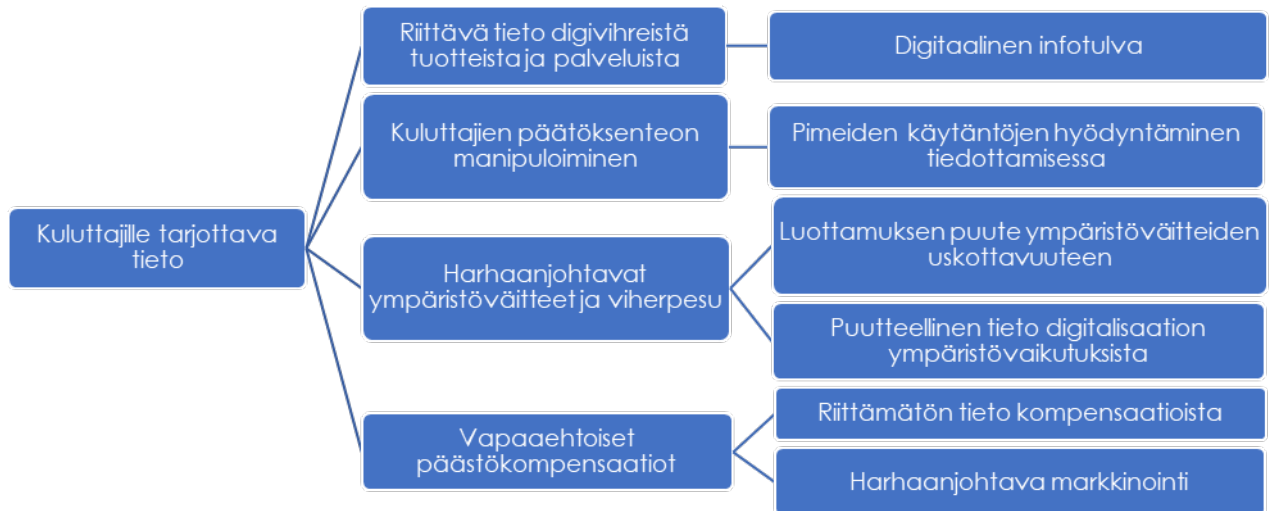 Kuluttajille tarjottava
tieto
Riittävä tieto digivihreistä
tuotteista ja palveluista
Digitaalinen infotulva
Kuluttajien päätöksenteon
manipuloiminen
Pimeiden käytäntöjen hyödyntäminen
tiedottamisessa
Harhaanjohtavat
ympäristöväitteet ja viherpesu
Luottamuksen puute ympäristöväitteiden
uskottavuuteen
Puutteellinen tieto digitalisaation
ympäristövaikutuksista
Vapaaehtoiset
päästökompensaatiot
Riittämätön tieto kompensaatioista
Harhaanjohtava markkinointi